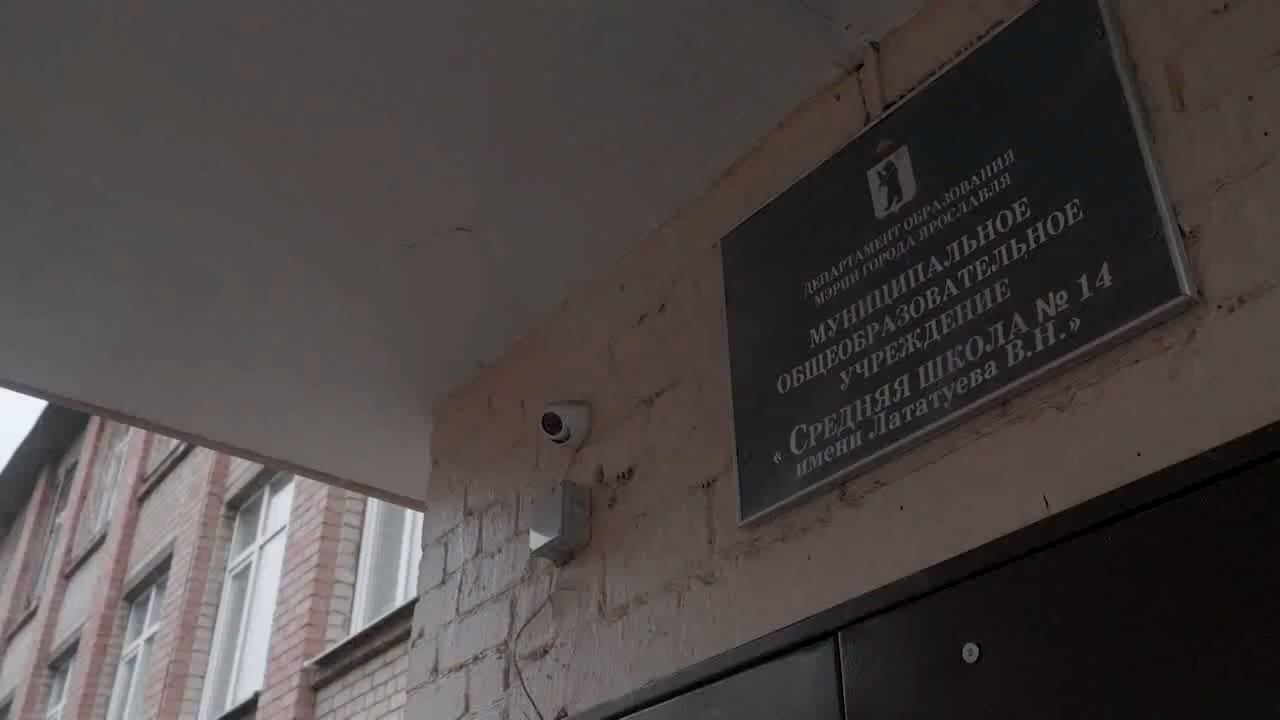 ДЕПАРТАМЕНТ ОБРАЗОВАНИЯ
МЭРИИ ГОРОДА ЯРОСЛАВЛЯ
МУНИЦИПАЛЬНОЕ
ОБЩЕОБРАЗОВАТЕЛЬНОЕ
УЧРЕЖДЕНИЕ
« СРЕДНЯЯ ШКОЛА № 14
имени Лататуева В.Н.»